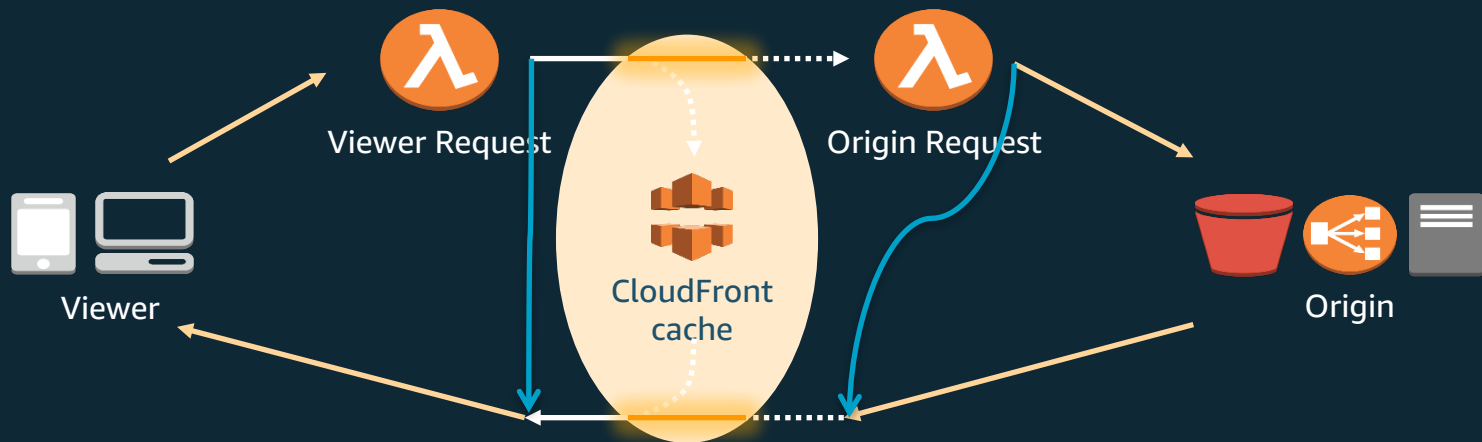 Viewer Request
Origin Request
Viewer
CloudFront
cache
Origin